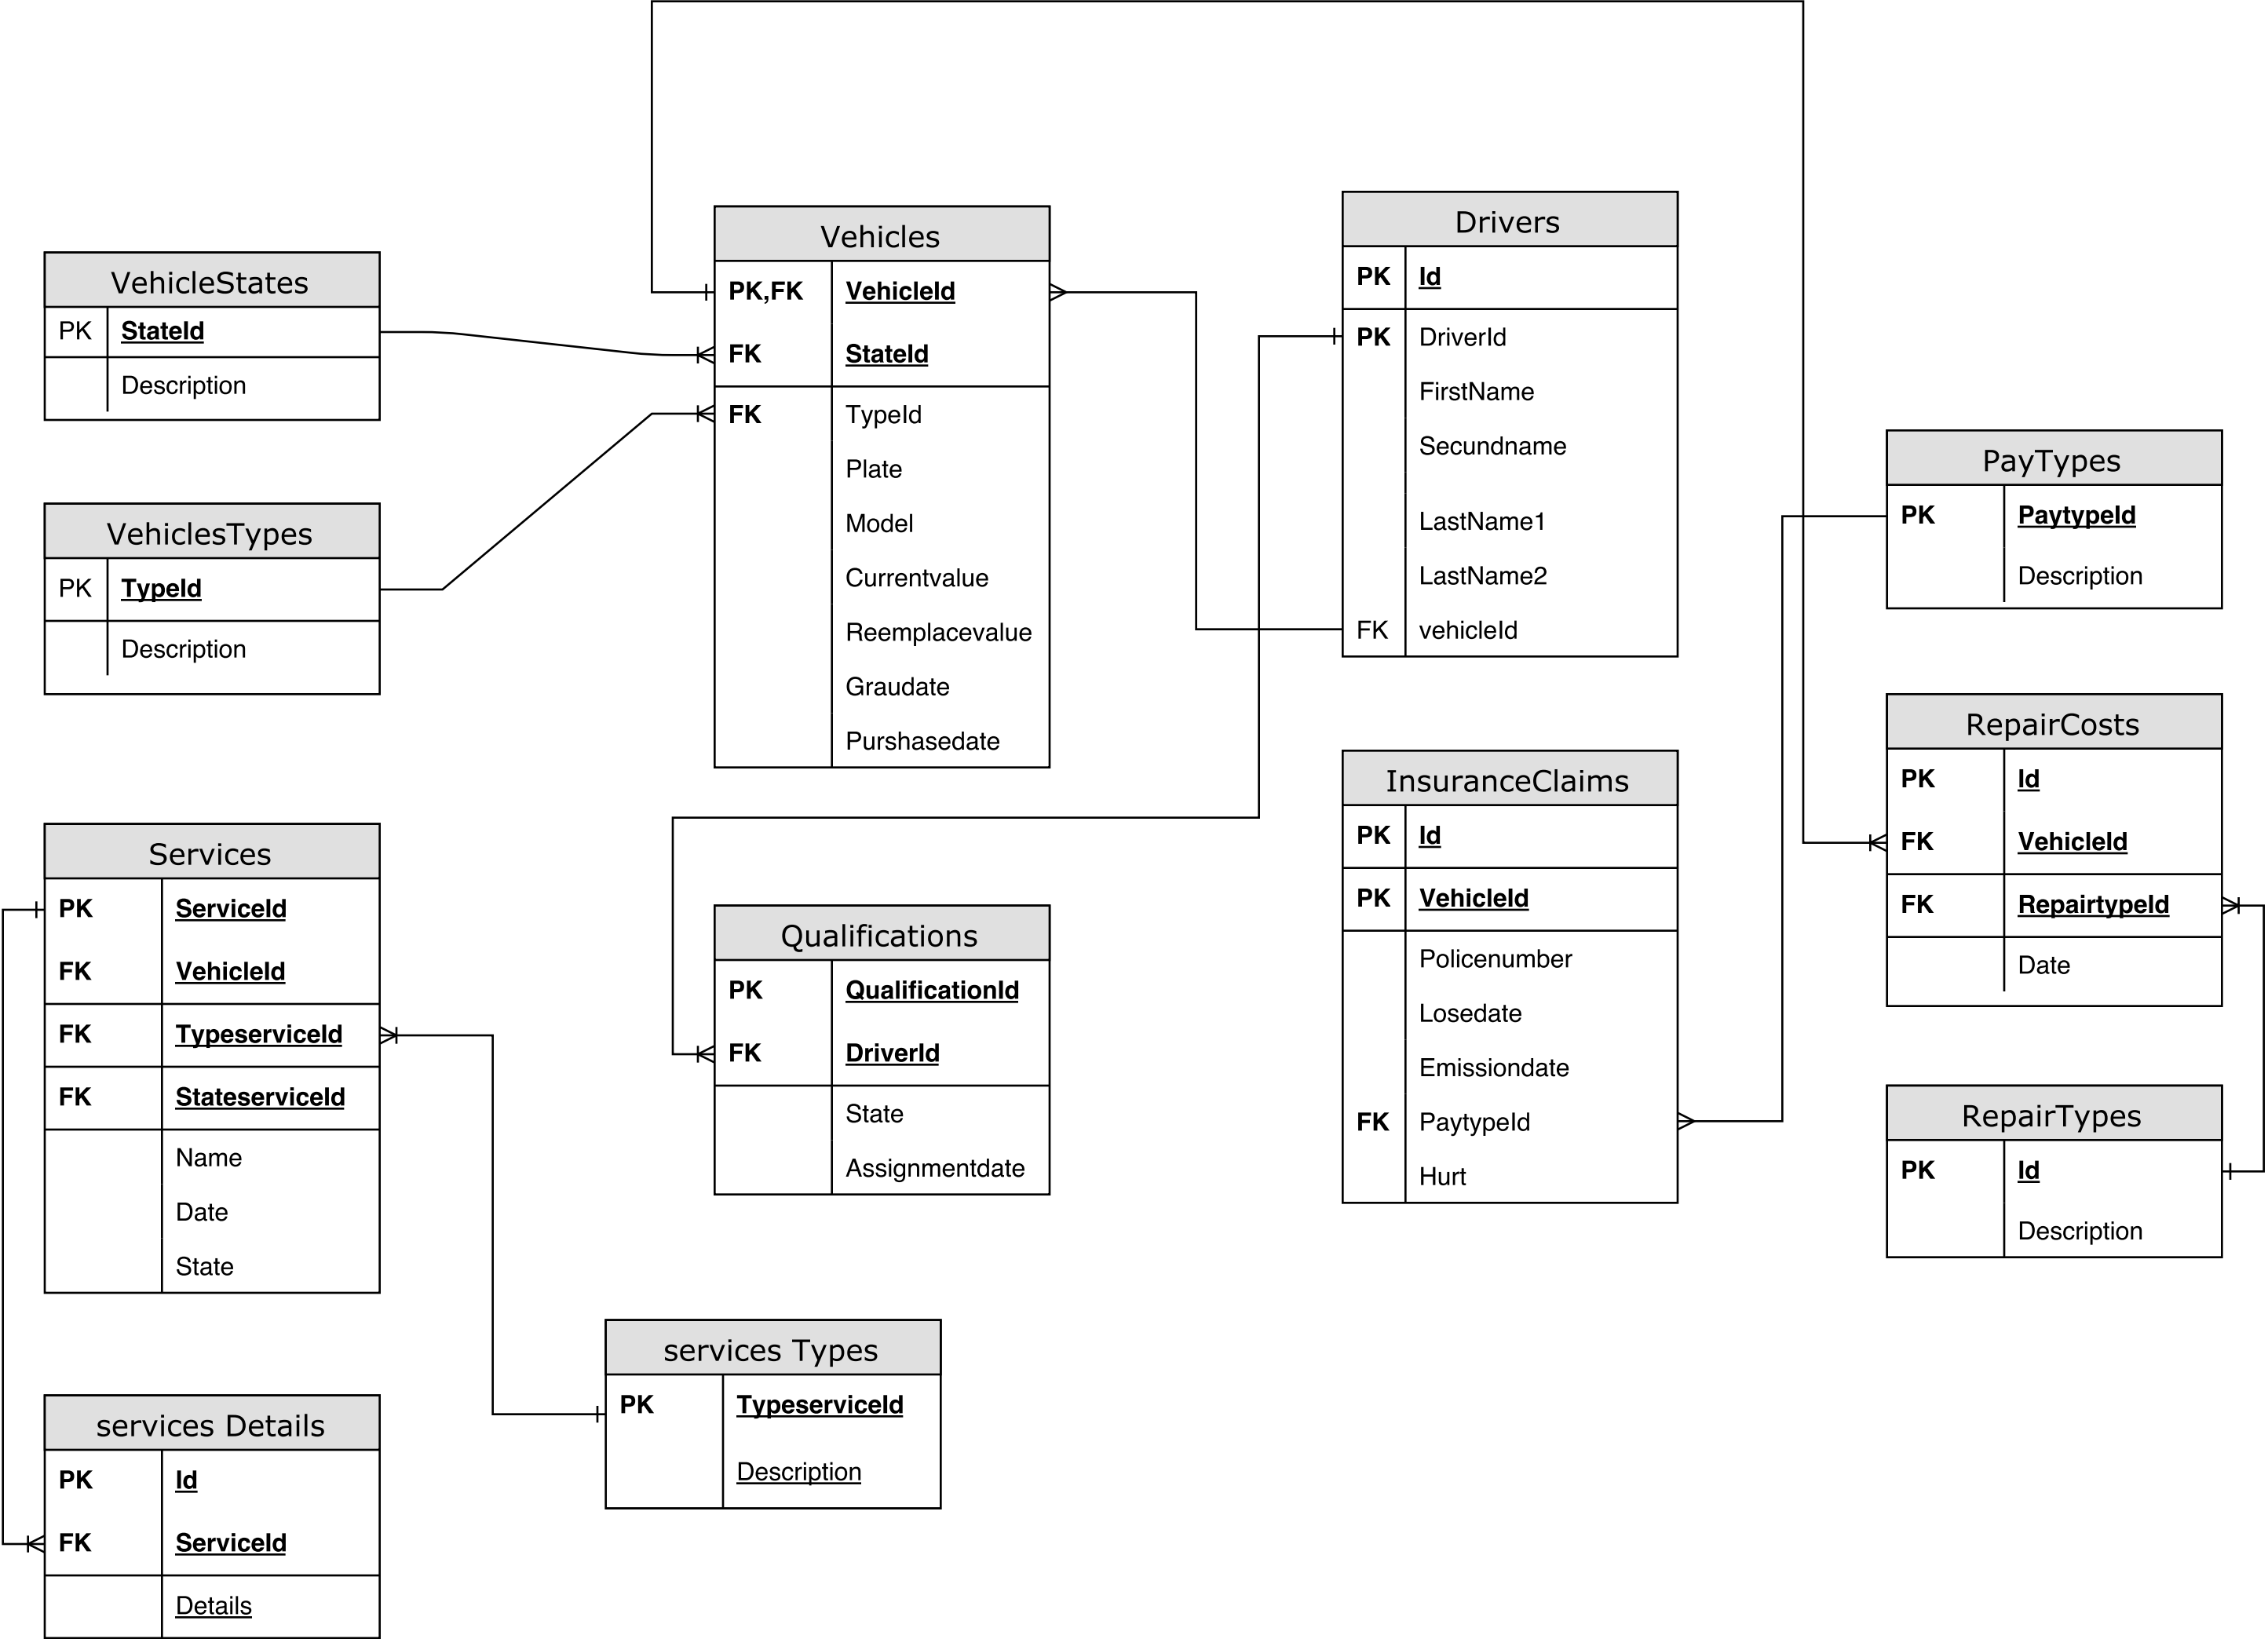 VehicleStates
PK StateId
Description
VehiclesTypes
PK TypeId
Description
Vehicles
PK,FK VehicleId
FK StateId
FK TypeId
Plate
Model
Currentvalue
Reemplacevalue
Graudate
Purshasedate
Drivers
PK Id
PK DriverId
FirstName
Secundname
LastName1
LastName2
FK vehicleId
PayTypes
PK PaytypeId
Description
RepairCosts
PK Id
FK VehicleId
FK RepairtypeId
Date
InsuranceClaims
PK Id
PK VehicleId
Policenumber
Losedate
Emissiondate
FK PaytypeId
Hurt
RepairTypes
PK Id
Description
Services
PK ServiceId
FK VehicleId
FK TypeserviceId
FK StateserviceId
Name
Date
State
Qualifications
PK QualificationId
FK DriverId
State
Assignmentdate
services Types
PK TypeserviceId
Description
services Details
PK Id
FK ServiceId
Details